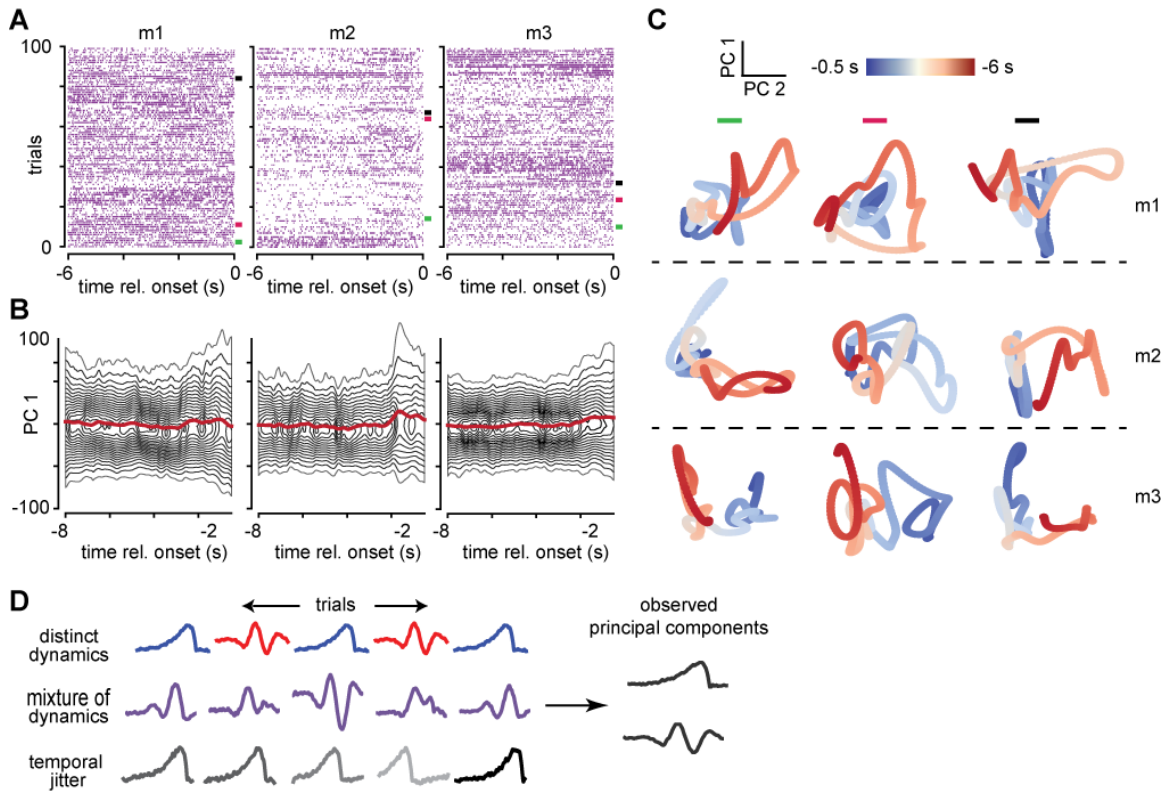 A
m1
m2
m3
100
trials
0
-6
0
-6
0
-6
0
time rel. onset (s)
time rel. onset (s)
time rel. onset (s)
B
100
PC 1
-100
-8
-2
-8
-2
-8
-2
time rel. onset (s)
time rel. onset (s)
time rel. onset (s)
C
PC 1
PC 2
-0.5 s
-6 s
m1
m2
m3
D
trials
distinct
dynamics
mixture of
dynamics
temporal
jitter
observed
principal components